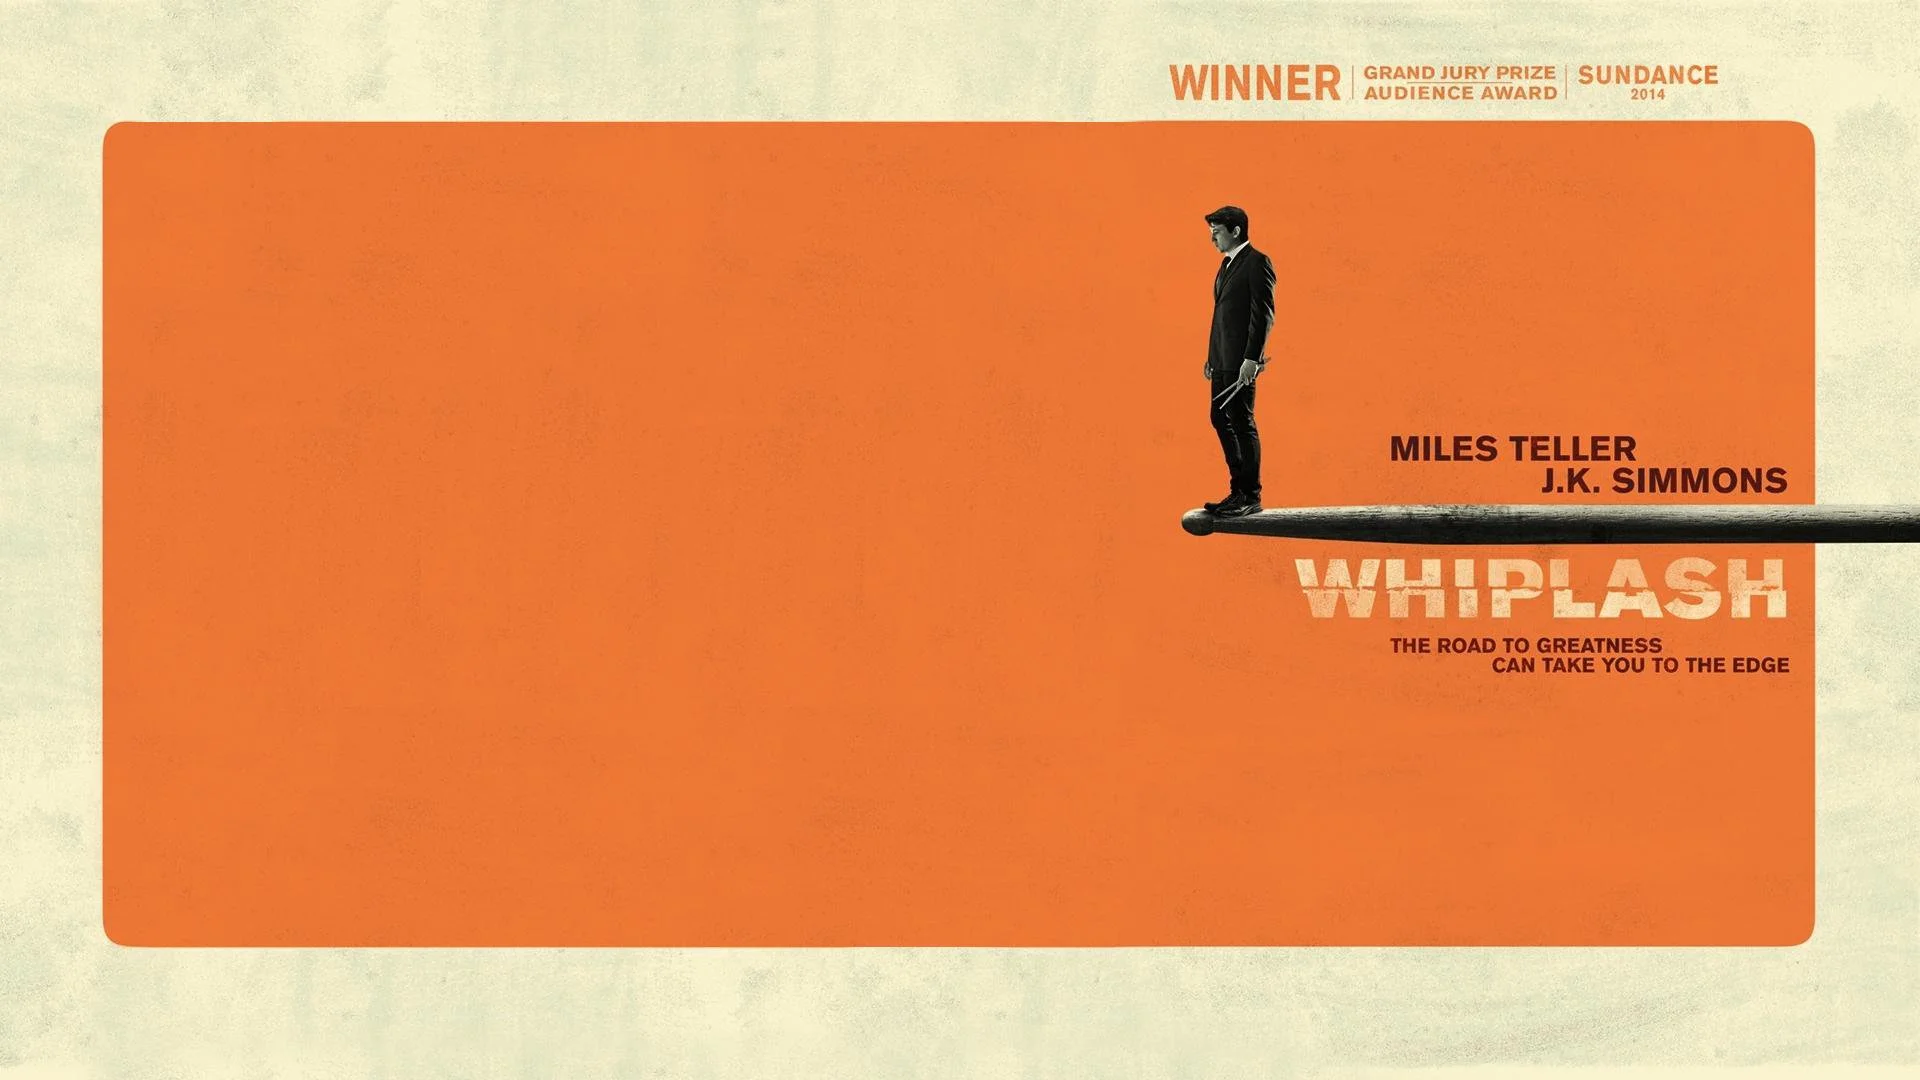 WINNER
GRAND JURY PRIZE
AUDIENCE AWARD
SUNDANCE
2014
MILES TELLER
J.K. SIMMONS
WHIPLASH
THE ROAD TO GREATNESS
CAN TAKE YOU TO THE EDGE